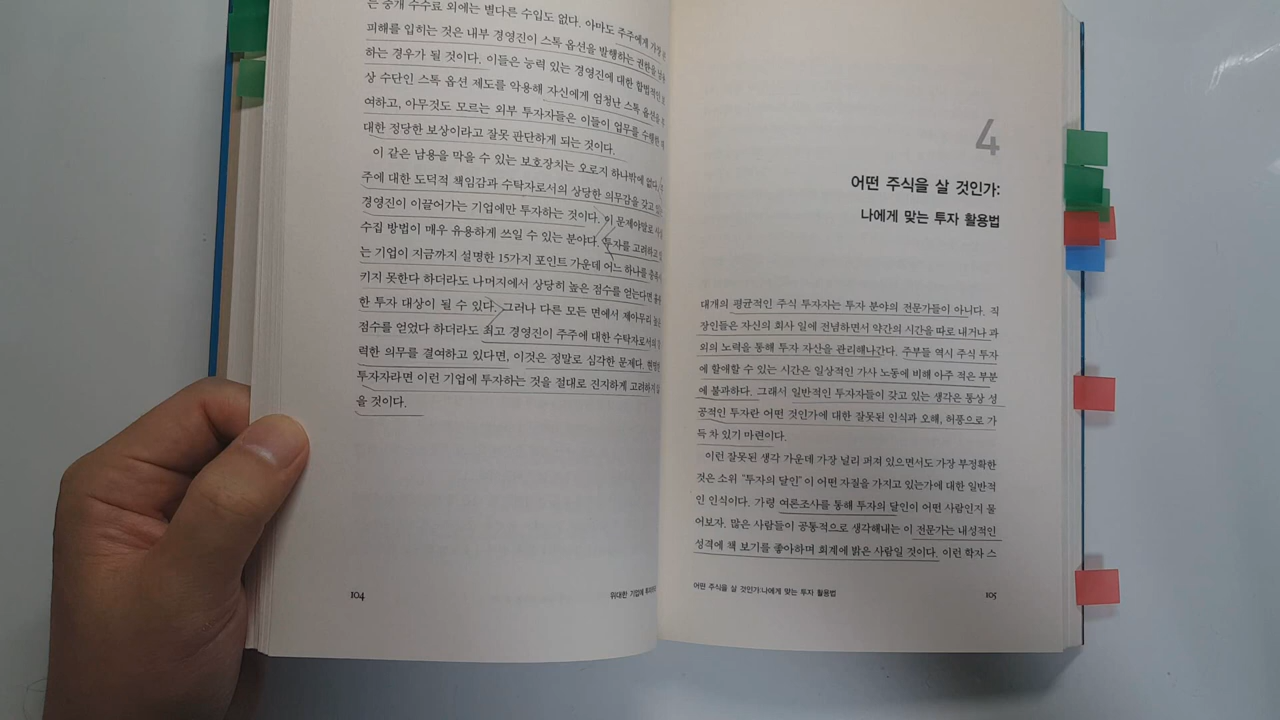 른 중개 수수료 외에는 별다른 수입도 없다. 아마도 주주에게 가장 큰
피해를 입히는 것은 내부 경영진이 스톡 옵션을 발행하는 권한을 남용
하는 경우가 될 것이다. 이들은 능력 있는 경영진에 대한 합법적인 보
상 수단인 스톡 옵션 제도를 악용해 자신에게 엄청난 스톡 옵션을 부
여하고, 아무것도 모르는 외부 투자자들은 이들이 업무를 수행한 데
대한 정당한 보상이라고 잘못 판단하게 되는 것이다.
이 같은 남용을 막을 수 있는 보호장치는 오로지 하나밖에 없다.
주에 대한 도덕적 책임감과 수탁자로서의 상당한 의무감을 갖고 있는
경영진이 이끌어가는 기업에만 투자하는 것이다. 이 문제야말로 사실
수집 방법이 매우 유용하게 쓰일 수 있는 분야다. 투자를 고려하고 있
는 기업이 지금까지 설명한 15가지 포인트 가운데 어느 하나를 충족시
키지 못한다 하더라도 나머지에서 상당히 높은 점수를 얻는다면 훌륭
한 투자 대상이 될 수 있다. 그러나 다른 모든 면에서 제아무리 높은
점수를 얻었다 하더라도 최고 경영진이 주주에 대한 수탁자로서의 강
력한 의무를 결여하고 있다면, 이것은 정말로 심각한 문제다. 현명한
투자자라면 이런 기업에 투자하는 것을 절대로 진지하게 고려하지 않
을 것이다.
104
위대한 기업에
4
어떤 주식을 살 것인가:
나에게 맞는 투자 활용법
대개의 평균적인 주식 투자자는 투자 분야의 전문가들이 아니다. 직
장인들은 자신의 회사 일에 전념하면서 약간의 시간을 따로 내거나 과
외의 노력을 통해 투자 자산을 관리해나간다. 주부들 역시 주식 투자
에 할애할 수 있는 시간은 일상적인 가사 노동에 비해 아주 적은 부분
에 불과하다. 그래서 일반적인 투자자들이 갖고 있는 생각은 통상 성
공적인 투자란 어떤 것인가에 대한 잘못된 인식과 오해, 허풍으로 가
득 차 있기 마련이다.
이런 잘못된 생각 가운데 가장 널리 퍼져 있으면서도 가장 부정확한
것은 소위 “투자의 달인”이 어떤 자질을 가지고 있는가에 대한 일반적
인 인식이다. 가령 여론조사를 통해 투자의 달인이 어떤 사람인지 물
어보자. 많은 사람들이 공통적으로 생각해내는 이 전문가는 내성적인
성격에 책 보기를 좋아하며 회계에 밝은 사람일 것이다. 이런 학자 스
어떤 주식을 살 것인가:나에게 맞는 투자 활용법
105